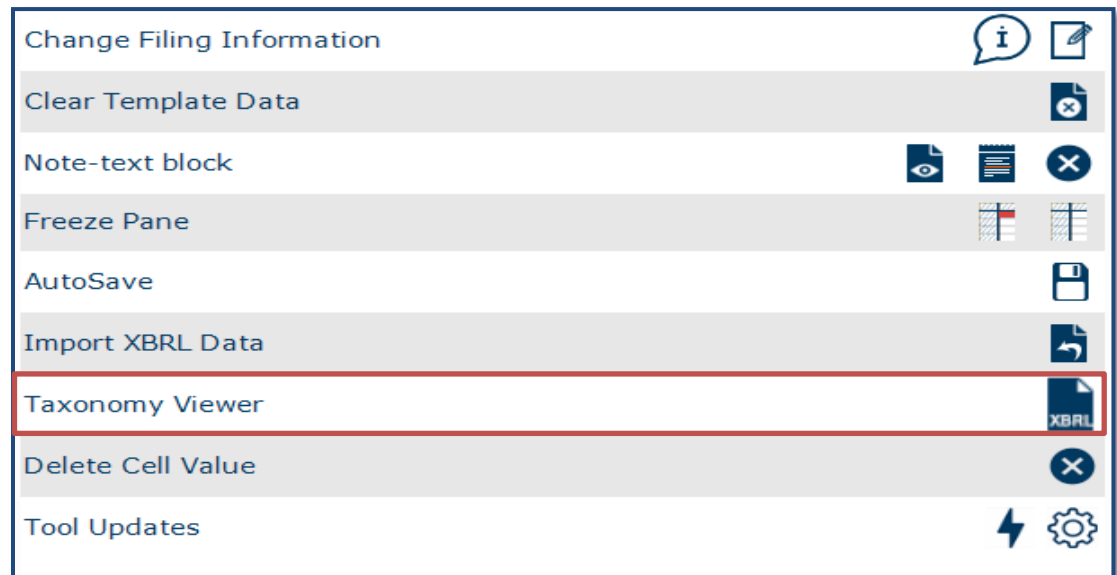 Change Filing Information
Clear Template Data
Note-text block
Freeze Pane
AutoSave
Import XBRL Data
Taxonomy Viewer
XBRL
Delete Cell Value
Tool Updates